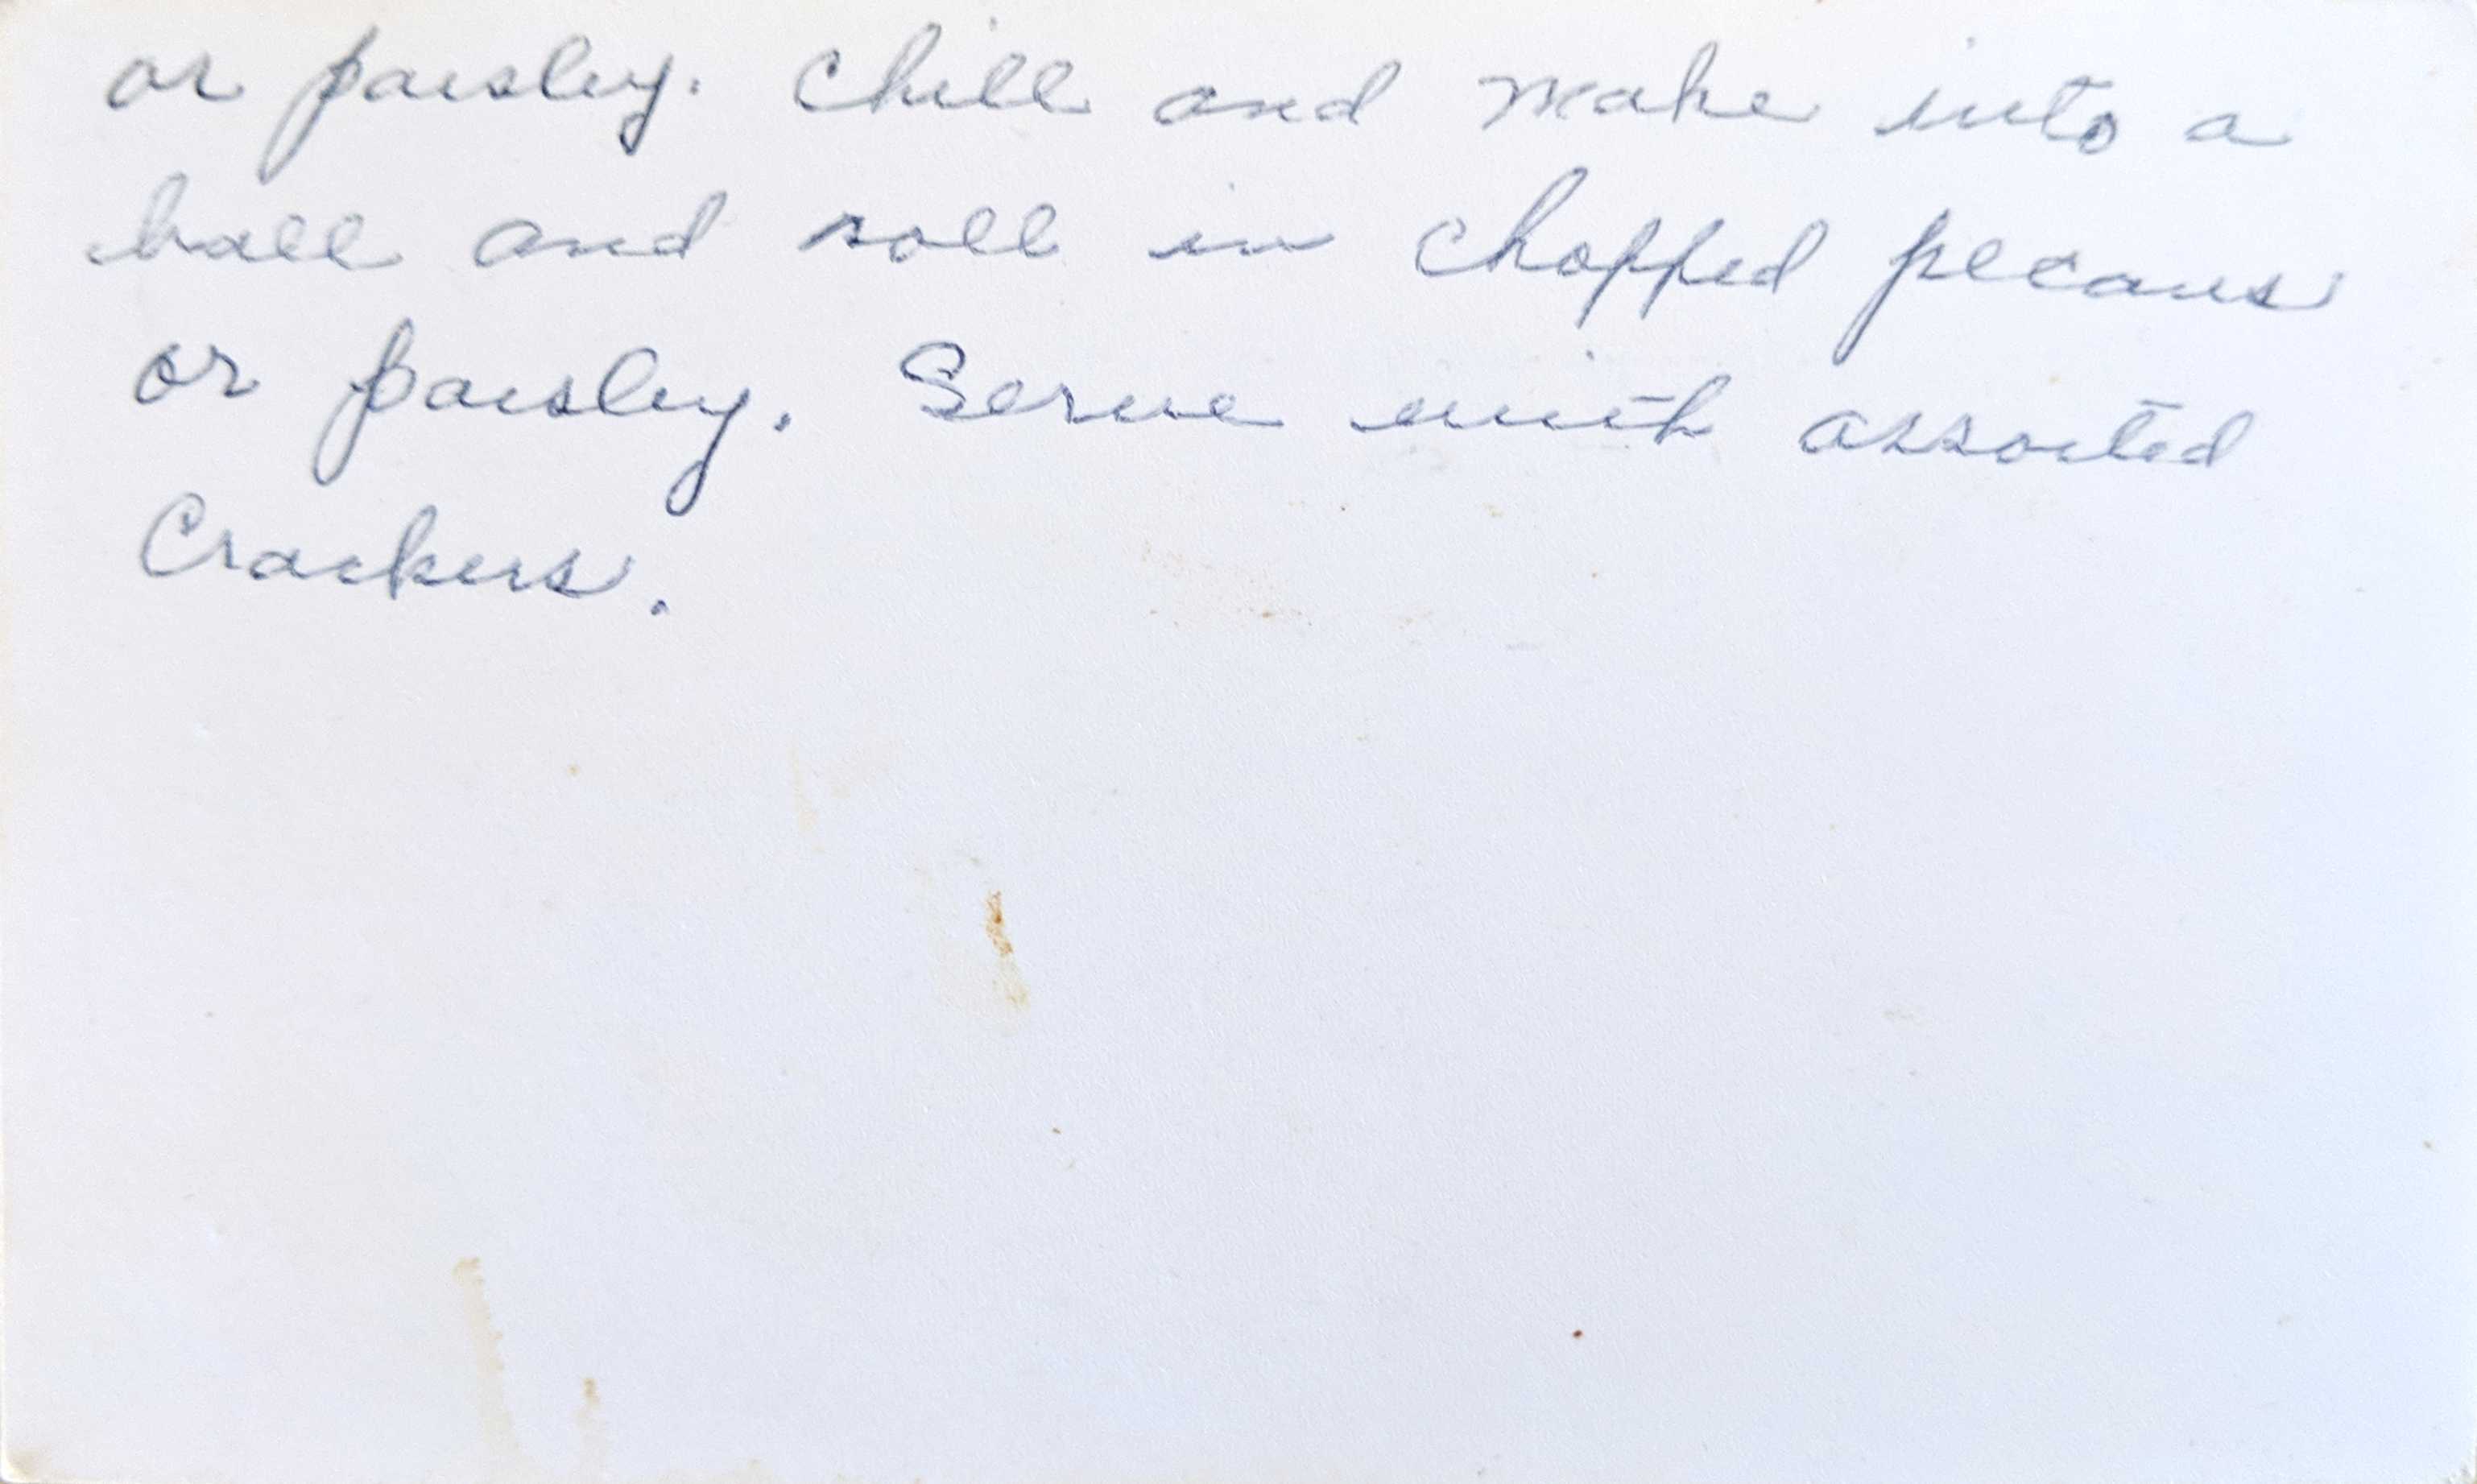 or parsley. Chill and make into a
ball and roll in chopped pecans
or parsley. Serve with assorted
Crackers.